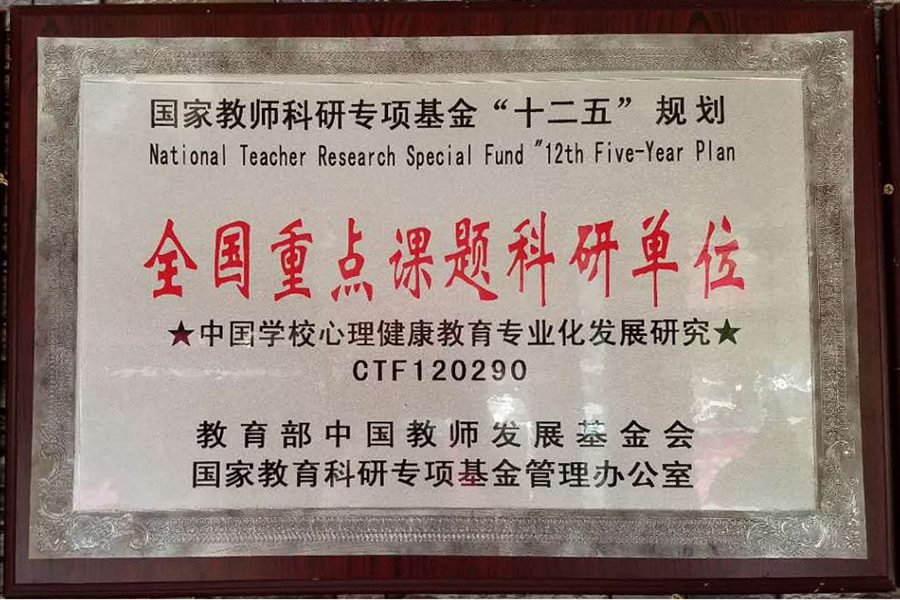 国家教师科研专项基金“十二五”规划
National Teacher Research Special Fund "12th Five-Year Plan
全国重点课题科研单位
★中国学校心理健康教育专业化发展研究★
CTF120290
教育部中国教师发展基金会
国家教育科研专项基金管理办公室